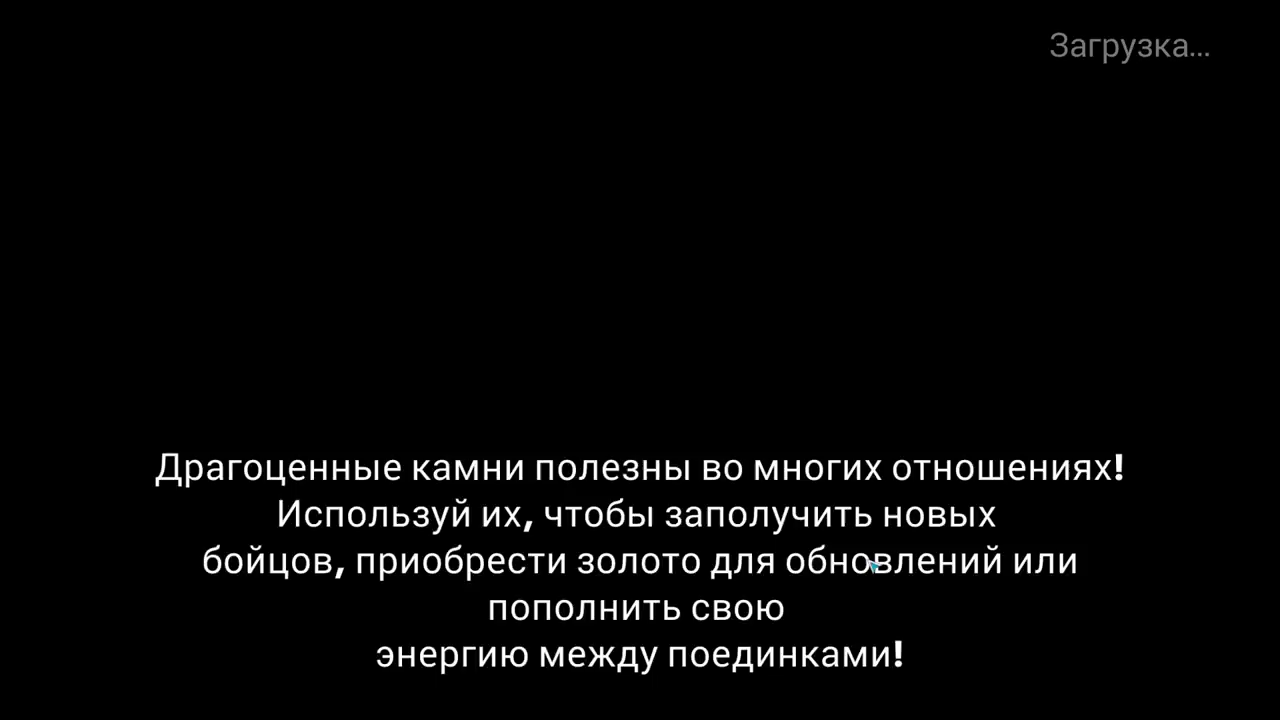 Загрузка...
Драгоценные камни полезны во многих отношениях!
Используй их, чтобы заполучить новых
бойцов, приобрести золото для обновлений или
пополнить свою
энергию между поединками!